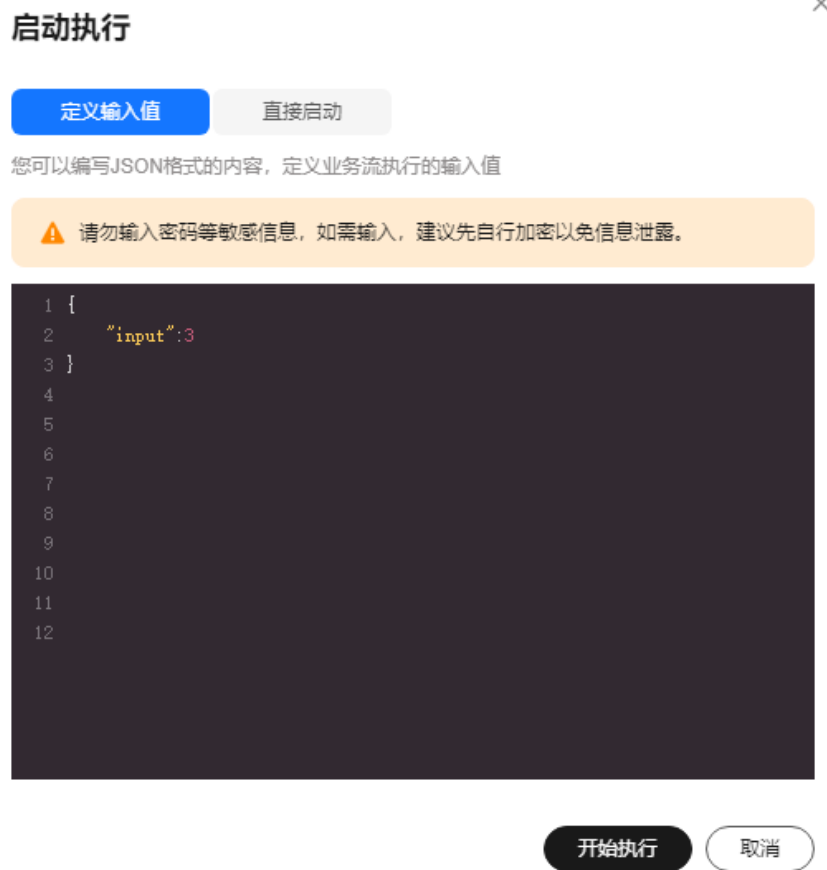 启动执行
定义输入值 直接启动
您可以编写JSON格式的内容，定义业务流执行的输入值
请勿输入密码等敏感信息，如需输入，建议先自行加密以免信息泄露。
1 {
2     "input":3
3 }
4
5
6
7
8
9
10
11
12
开始执行 取消